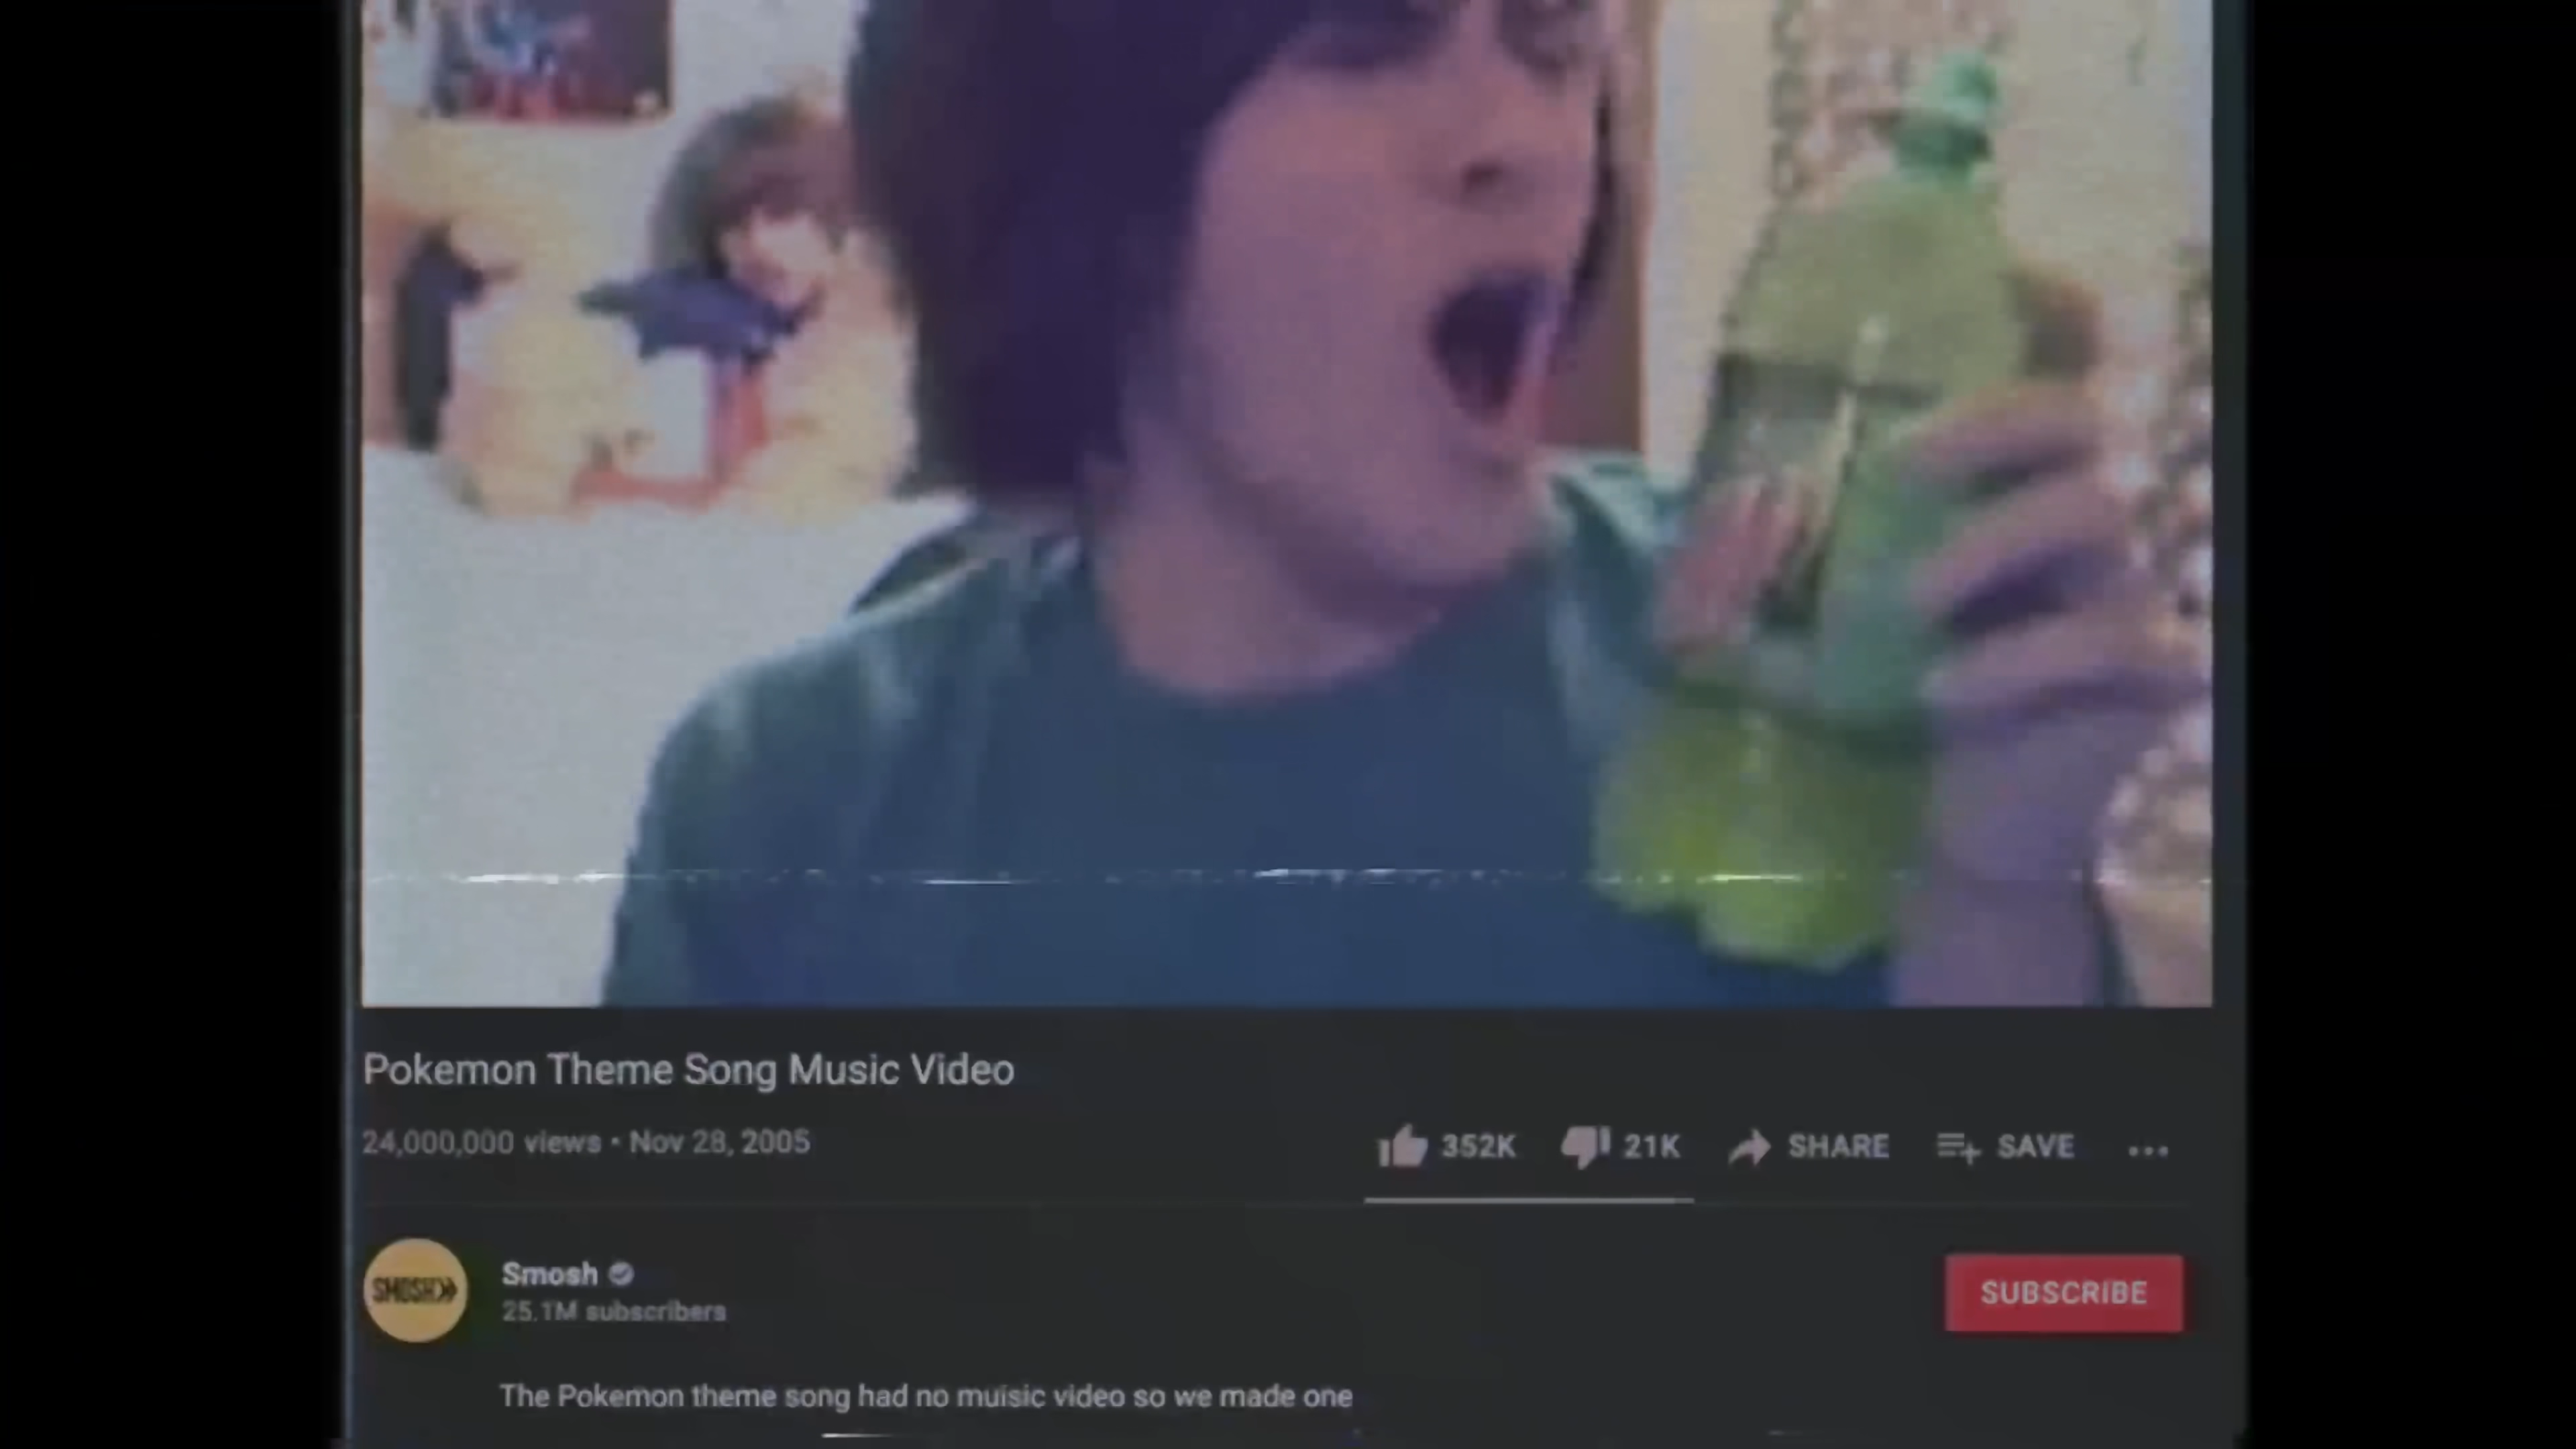 Pokemon Theme Song Music Video
24,000,000 views • Nov 28, 2005
352K 21K SHARE SAVE
SMOSH
Smosh
25.1M subscribers
SUBSCRIBE
The Pokemon theme song had no muisic video so we made one